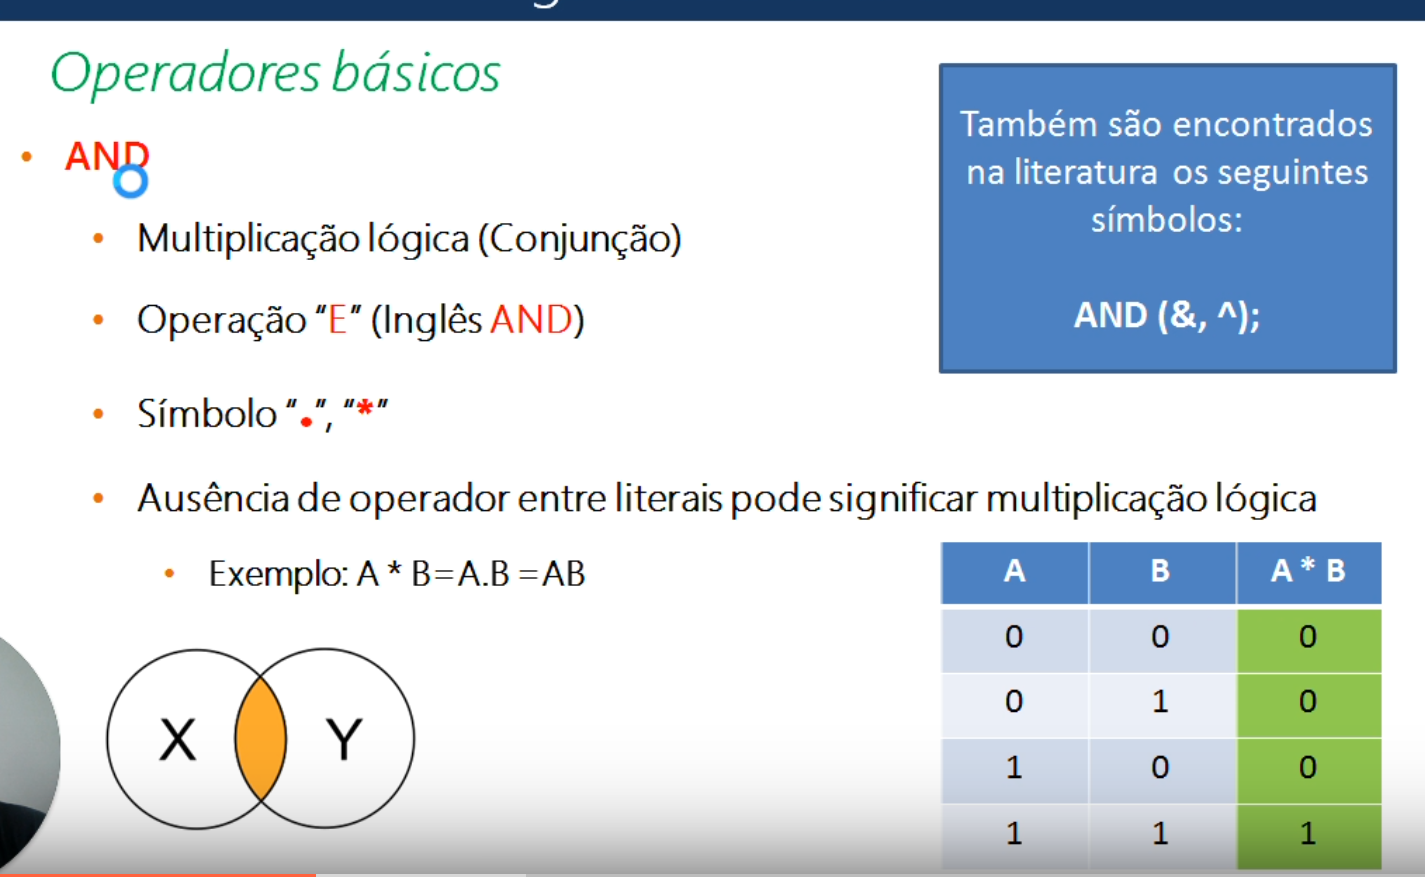 Operadores básicos
• AND
• Multiplicação lógica (Conjunção)
• Operação “E” (Inglês AND)
• Símbolo “.”, “*”
• Ausência de operador entre literais pode significar multiplicação lógica
• Exemplo: A * B=A.B =AB
Também são encontrados
na literatura os seguintes
símbolos:
AND (&, ^);
X Y
A B A * B
0 0 0
0 1 0
1 0 0
1 1 1